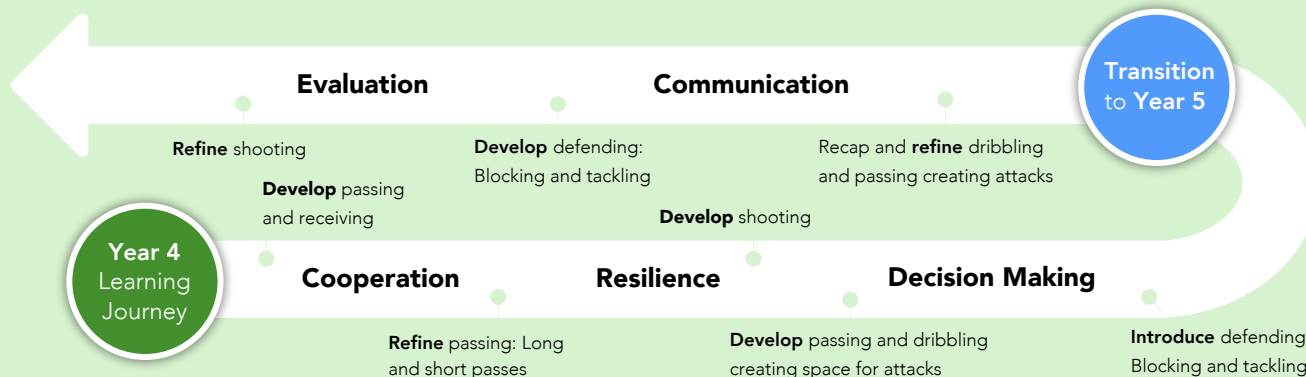 Evaluation
Communication
Transition
to Year 5
Refine shooting
Develop defending:
Blocking and tackling
Recap and refine dribbling
and passing creating attacks
Develop passing
and receiving
Develop shooting
Year 4
Learning
Journey
Cooperation
Resilience
Decision Making
Refine passing: Long
and short passes
Develop passing and dribbling
creating space for attacks
Introduce defending
Blocking and tackling